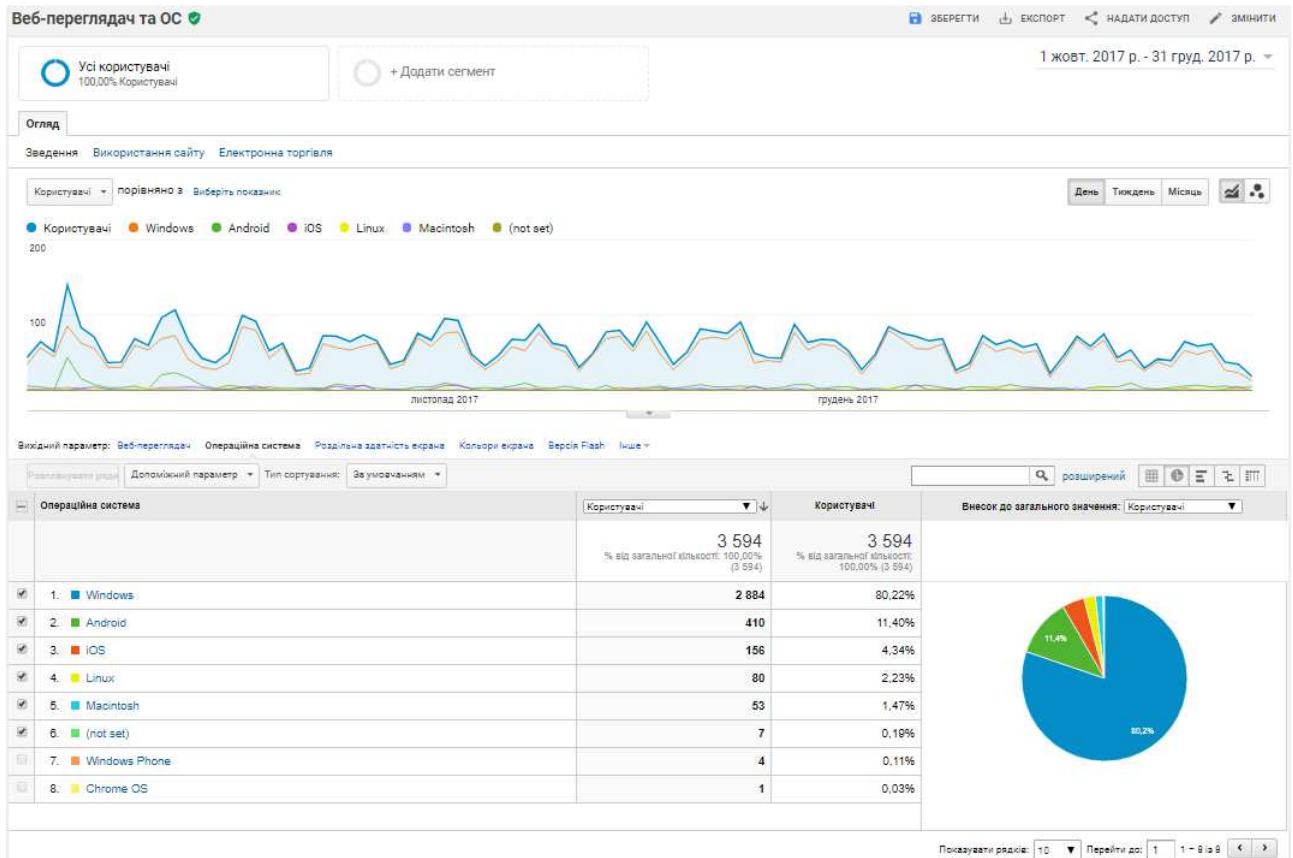 Веб-переглядач та ОС
ЗБЕРЕГТИ ЕКСПОРТ НАДАТИ ДОСТУП ЗМІНИТИ
Усі користувачі
100,00% Користувачі
+ Додати сегмент
1 жовт. 2017 р. - 31 груд. 2017 р.
Огляд
Зведення Використання сайту Електронна торгівля
Користувачі порівняно з Виберіть показник
День Тиждень Місяць
Користувачі Windows Android iOS Linux Macintosh (not set)
200
100
листопад 2017 грудень 2017
Вихідний параметр: Веб-переглядач Операційна система Роздільна здатність екрана Кольори екрана Версія Flash Інше
Допоміжний параметр Тип сортування: За умовчанням
розширений
Операційна система Користувачі Користувачі Внесок до загального значення: Користувачі
3 594 3 594
% від загальної кількості: 100,00% (3 594) % від загальної кількості: 100,00% (3 594)
1. Windows 2 884 80,22%
2. Android 410 11,40%
3. iOS 156 4,34%
4. Linux 80 2,23%
5. Macintosh 53 1,47%
6. (not set) 7 0,19%
7. Windows Phone 4 0,11%
8. Chrome OS 1 0,03%
11,4%
80,2%
Показувати рядків: 10 Перейти до: 1 1 – 8 із 8